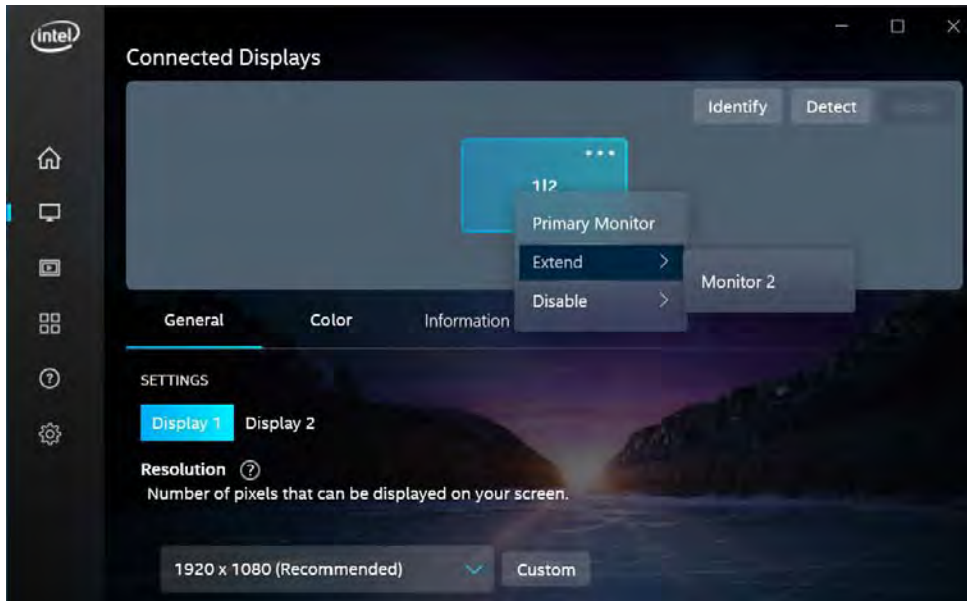 intel
Connected Displays
Identify Detect
1|2
Primary Monitor
Extend
Monitor 2
Disable
General Color Information
SETTINGS
Display 1 Display 2
Resolution
Number of pixels that can be displayed on your screen.
1920 x 1080 (Recommended) Custom